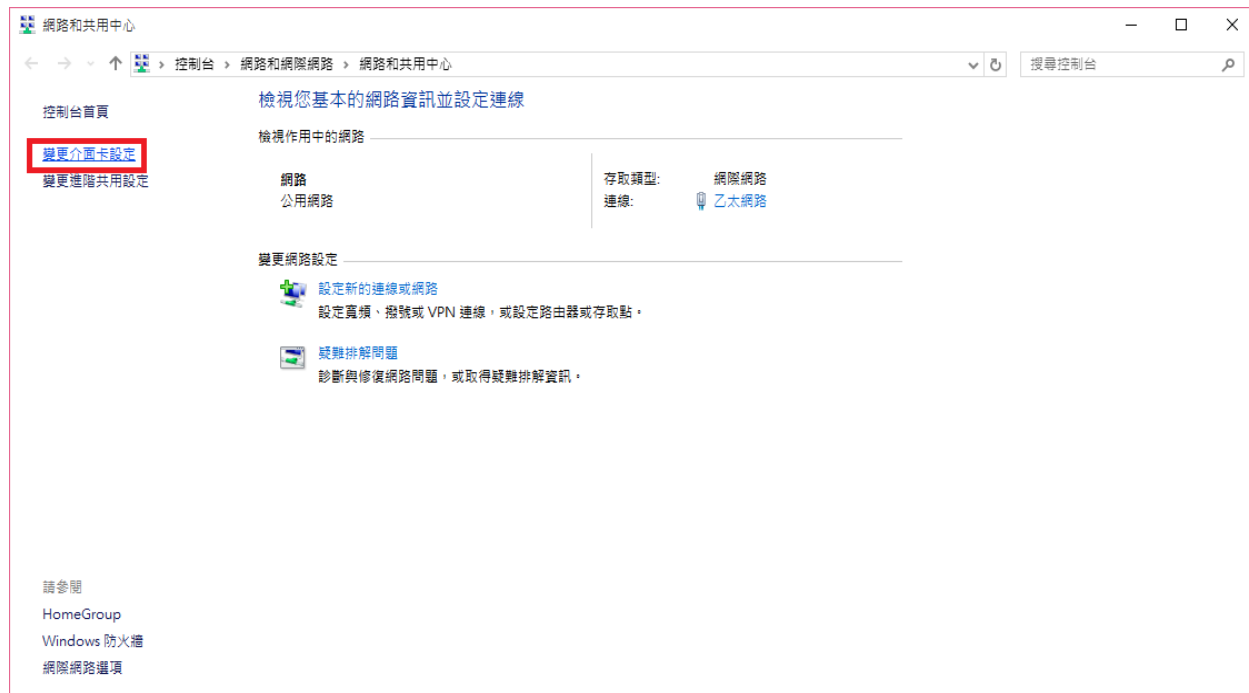 網路和共用中心
控制台 › 網路和網際網路 › 網路和共用中心
搜尋控制台
控制台首頁
變更介面卡設定
變更進階共用設定
檢視您基本的網路資訊並設定連線
檢視作用中的網路
網路
公用網路
存取類型: 網際網路
連線: 乙太網路
變更網路設定
設定新的連線或網路
設定寬頻、撥號或 VPN 連線，或設定路由器或存取點。
疑難排解問題
診斷與修復網路問題，或取得疑難排解資訊。
請參閱
HomeGroup
Windows 防火牆
網際網路選項